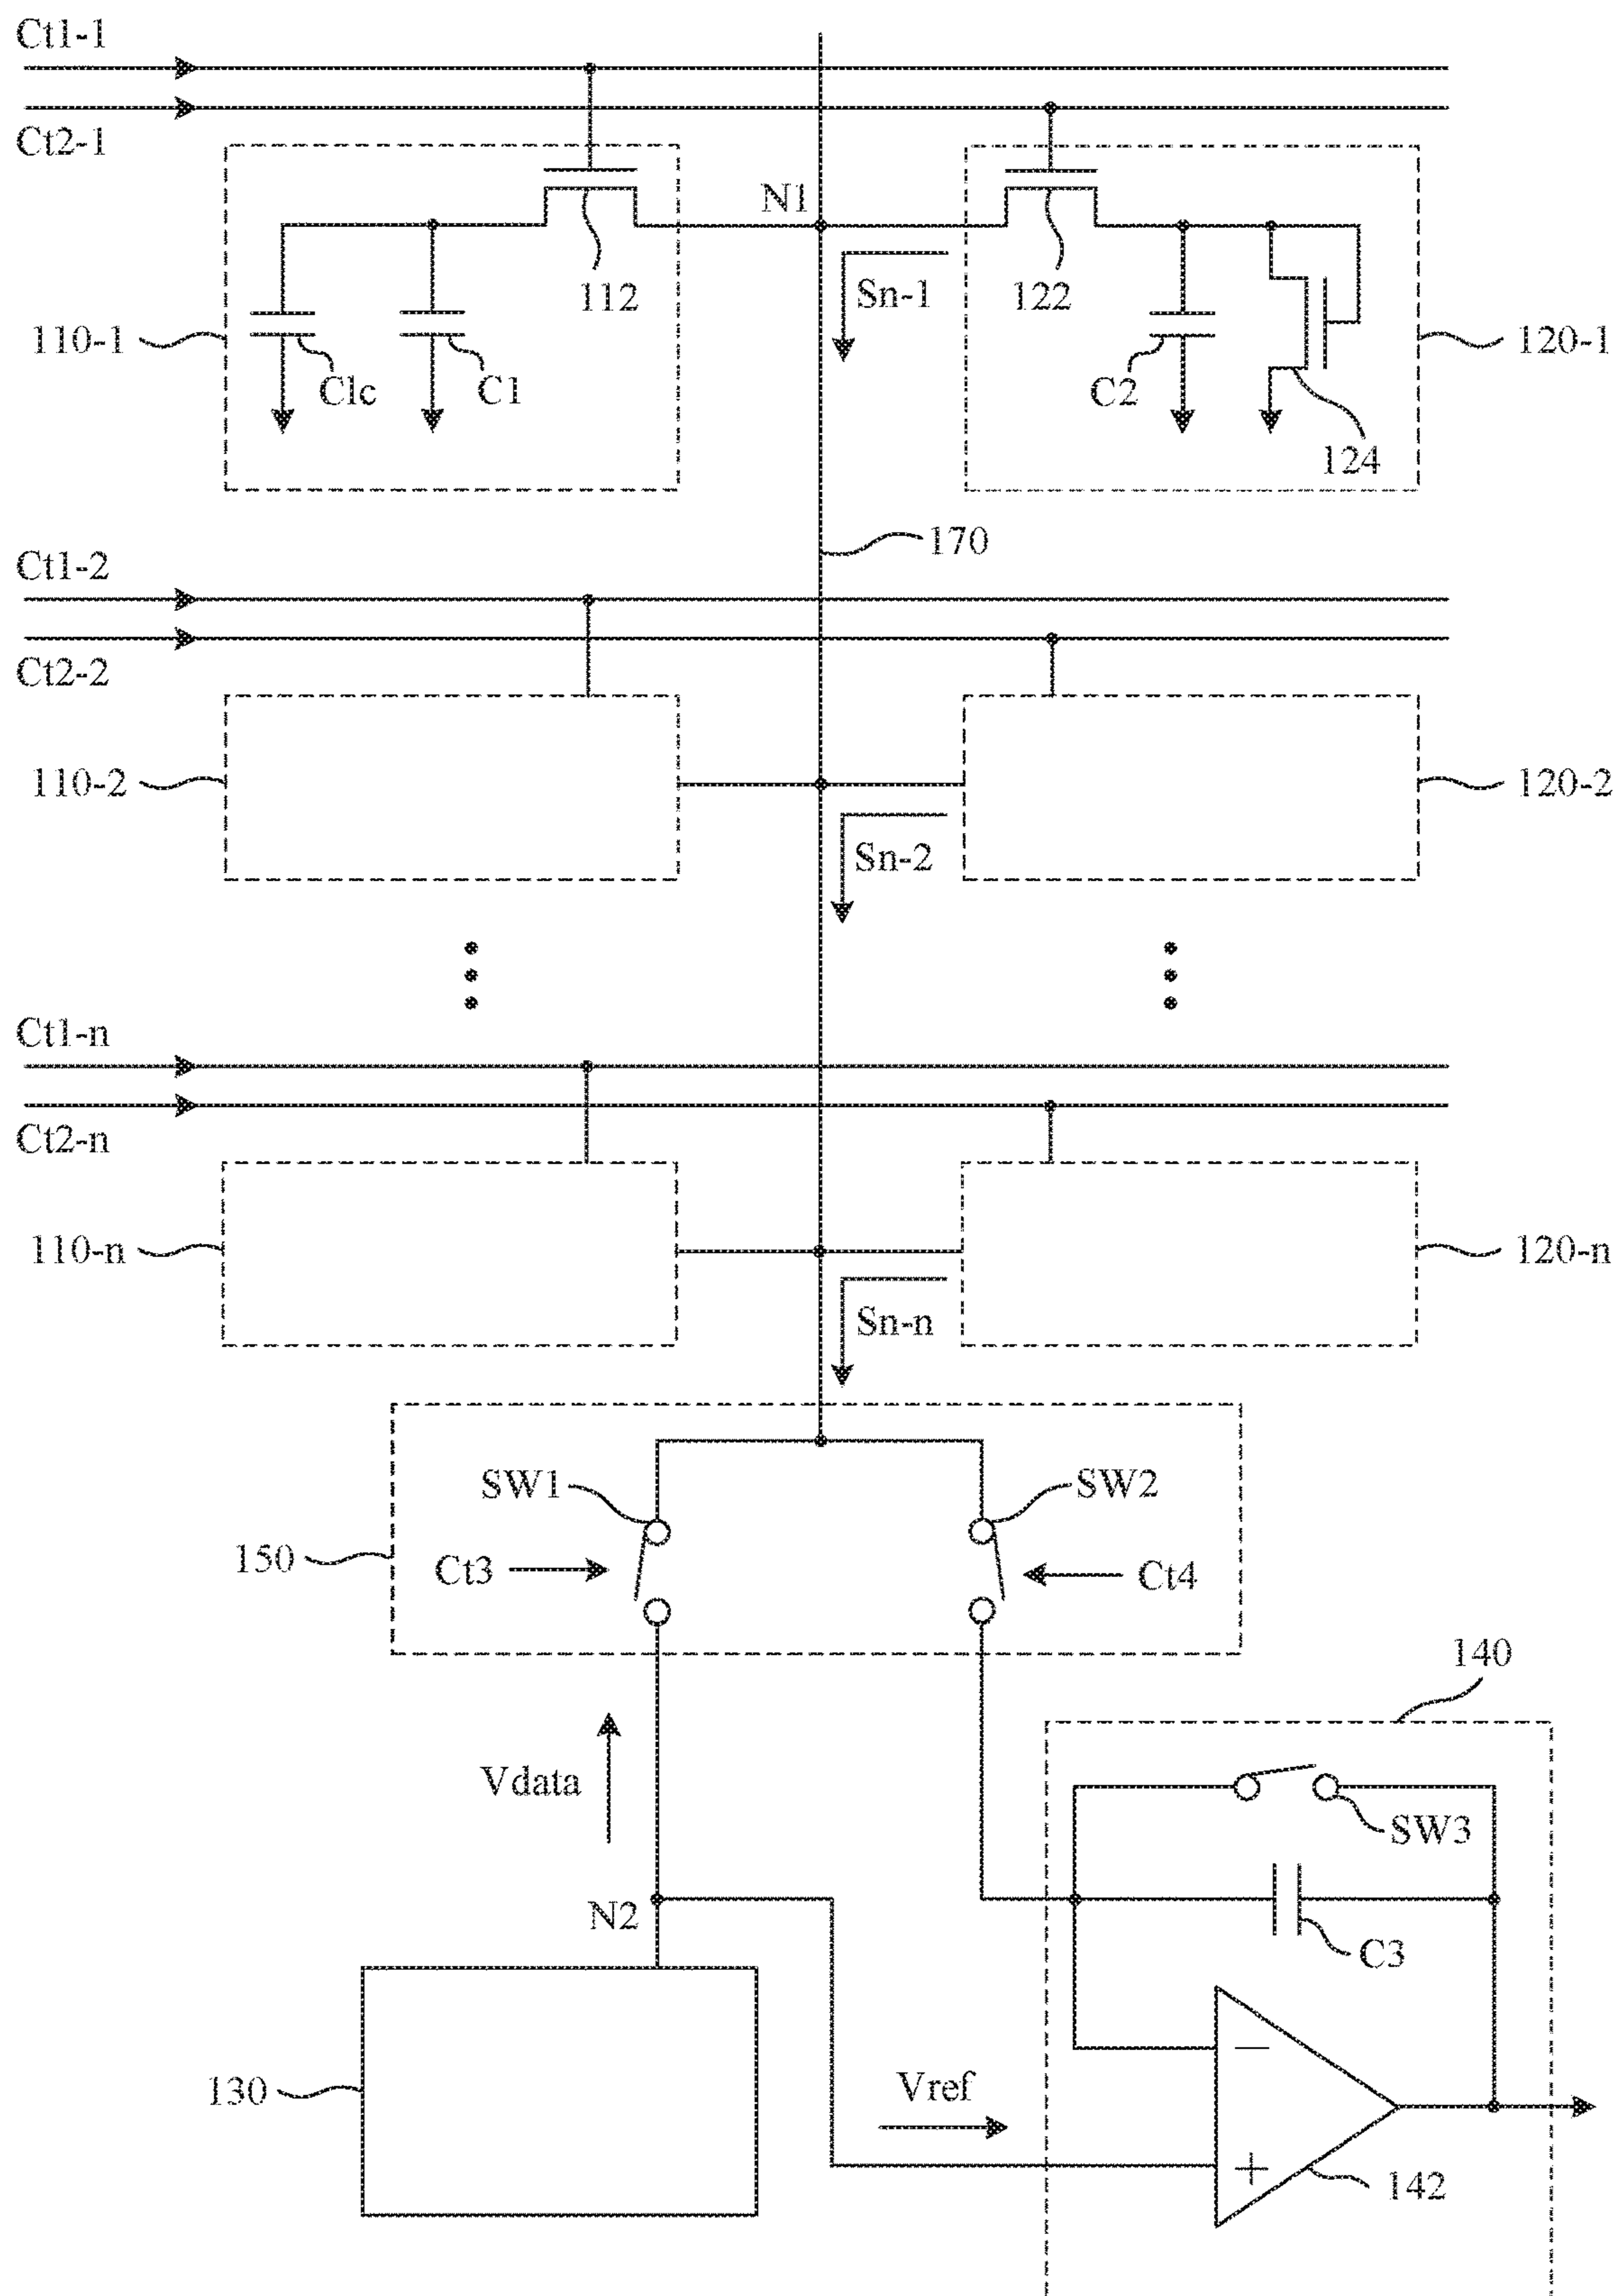 Ct1-1
Ct2-1
N1
112
Sn-1
122
110-1
Clc
C1
C2
120-1
124
170
Ct1-2
Ct2-2
110-2
120-2
Sn-2
Ct1-n
Ct2-n
110-n
120-n
Sn-n
SW1
SW2
150
Ct3
Ct4
140
Vdata
SW3
N2
C3
130
Vref
−
+
142